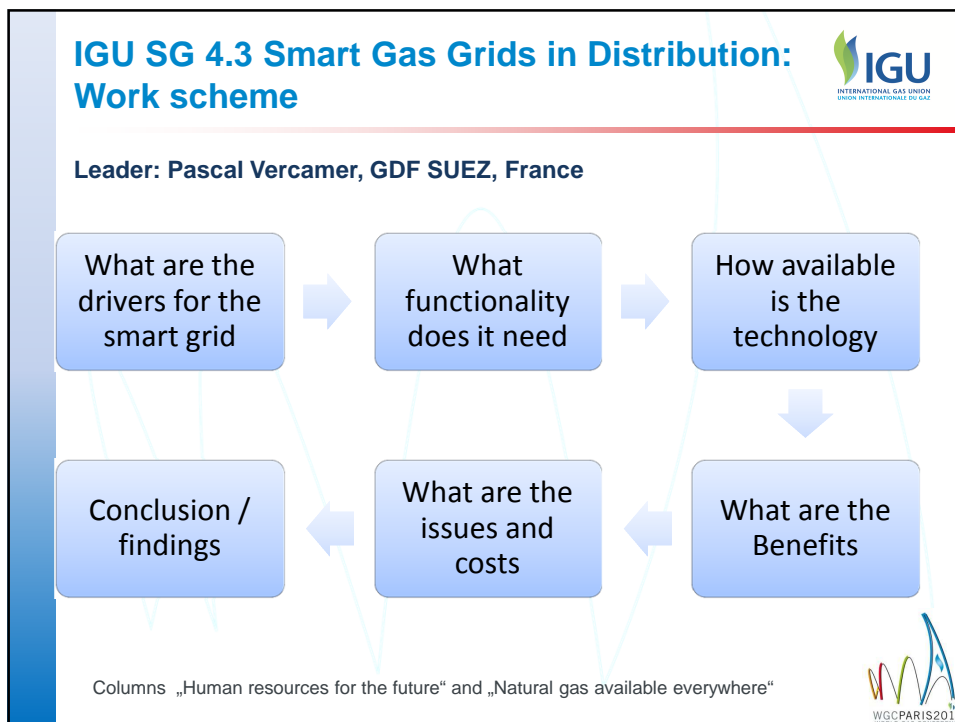 IGU SG 4.3 Smart Gas Grids in Distribution:
Work scheme
IGU
INTERNATIONAL GAS UNION
UNION INTERNATIONALE DU GAZ
Leader: Pascal Vercamer, GDF SUEZ, France
What are the
drivers for the
smart grid
What
functionality
does it need
How available
is the
technology
What are the
Benefits
What are the
issues and
costs
Conclusion /
findings
Columns „Human resources for the future“ and „Natural gas available everywhere“
WGCPARIS201